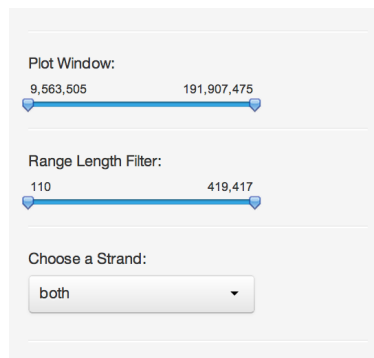 Plot Window:
9,563,505 191,907,475
Range Length Filter:
110 419,417
Choose a Strand:
both